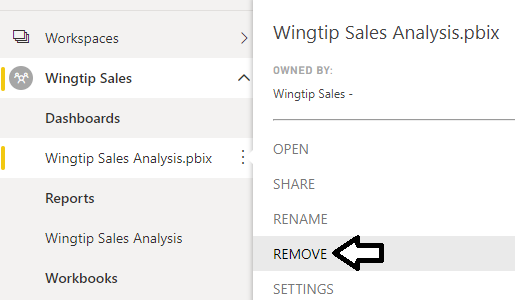 Workspaces
Wingtip Sales
Dashboards
Wingtip Sales Analysis.pbix
Reports
Wingtip Sales Analysis
Workbooks
Wingtip Sales Analysis.pbix
OWNED BY:
Wingtip Sales -
OPEN
SHARE
RENAME
REMOVE
SETTINGS